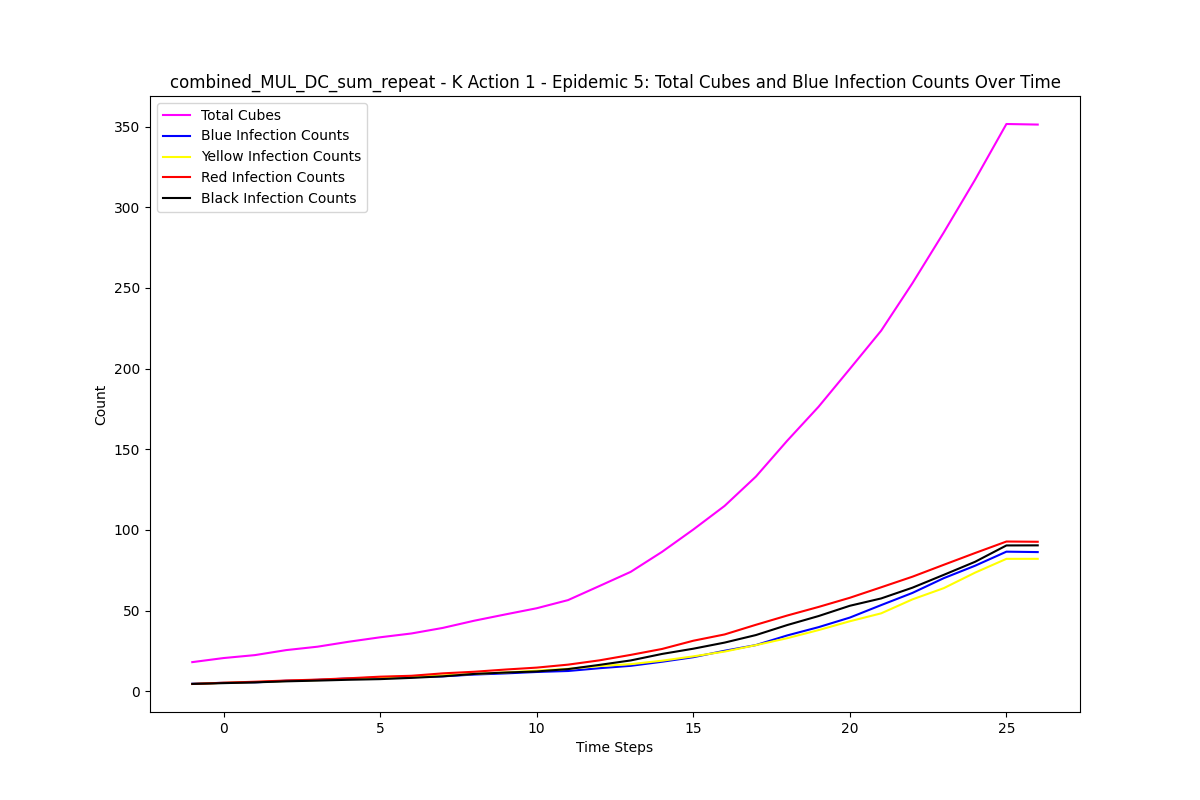 combined_MUL_DC_sum_repeat - K Action 1 - Epidemic 5: Total Cubes and Blue Infection Counts Over Time
Total Cubes
Blue Infection Counts
Yellow Infection Counts
Red Infection Counts
Black Infection Counts
350
300
250
200
150
100
50
0
Count
0 5 10 15 20 25
Time Steps